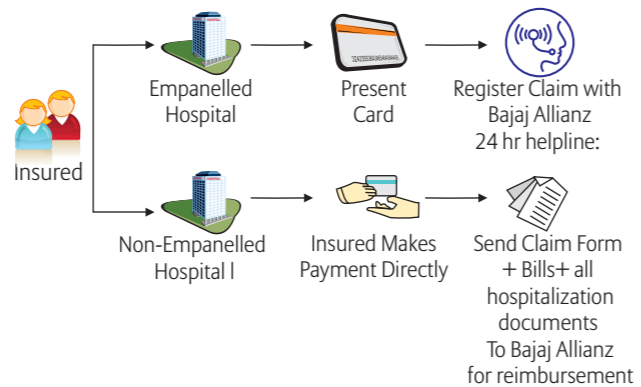 Insured
Empanelled
Hospital
Present
Card
Register Claim with
Bajaj Allianz
24 hr helpline:
Non-Empanelled
Hospital l
Insured Makes
Payment Directly
Send Claim Form
+ Bills+ all
hospitalization
documents
To Bajaj Allianz
for reimbursement